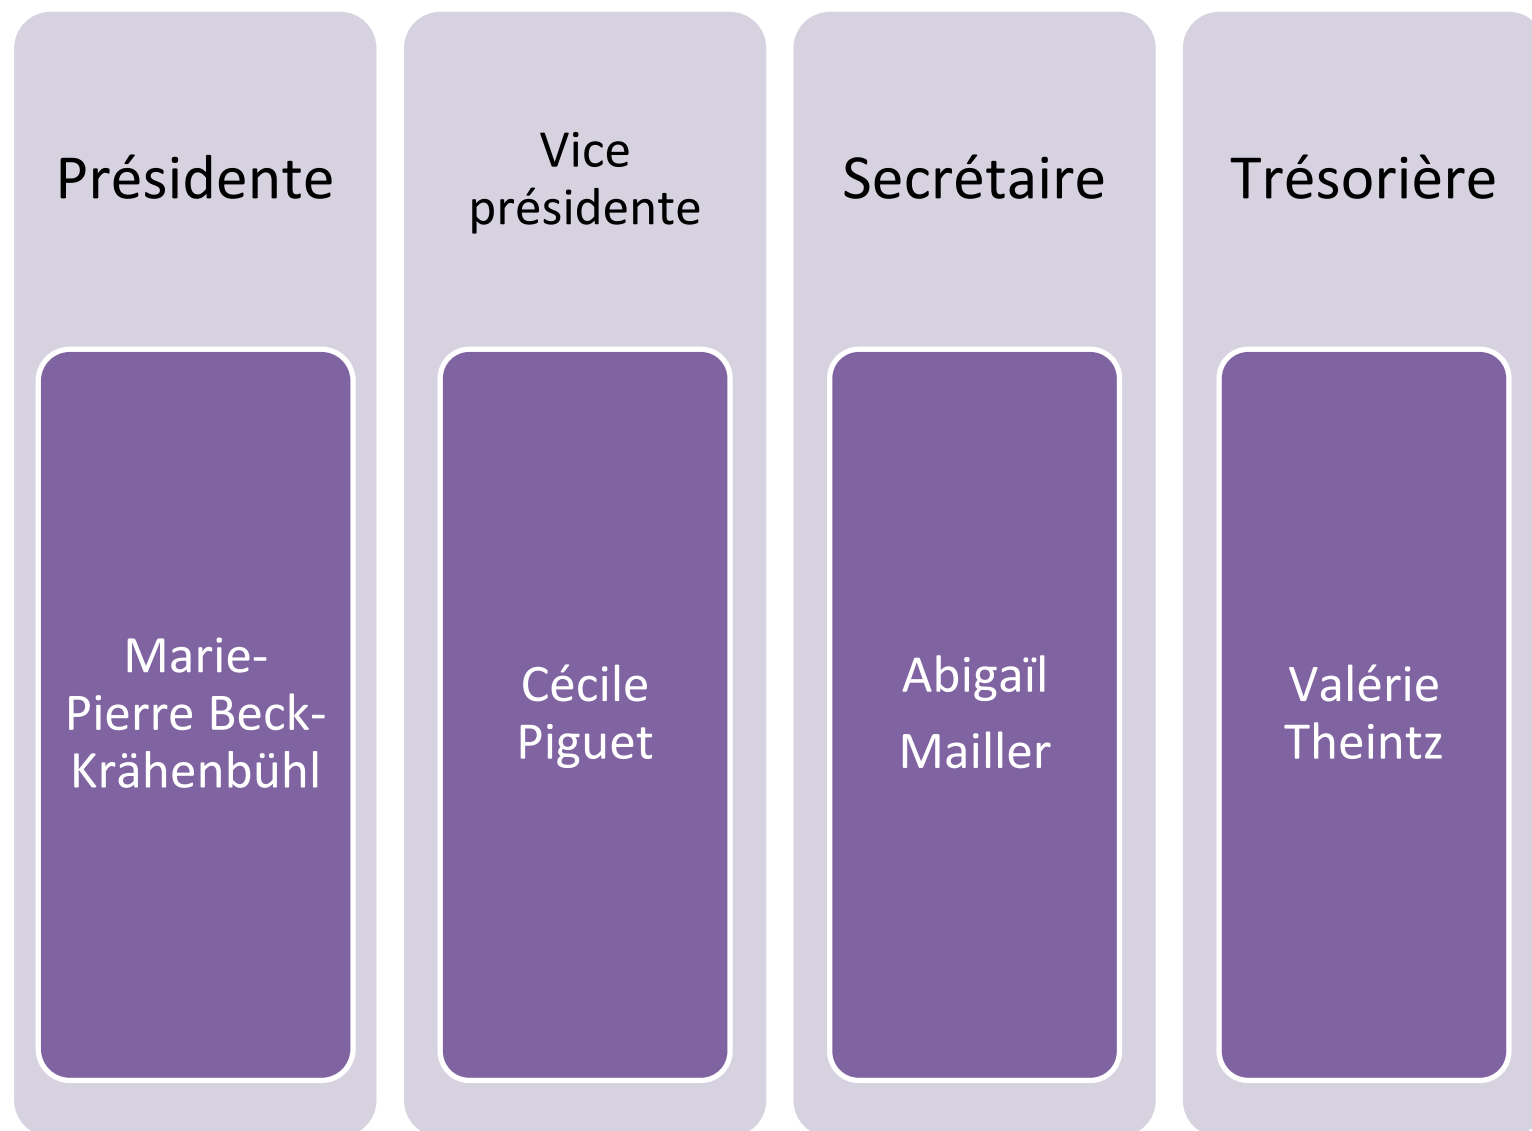 Présidente
Vice
présidente
Secrétaire
Trésorière
Marie-
Pierre Beck-
Krähenbühl
Cécile
Piguet
Abigaïl
Mailler
Valérie
Theintz